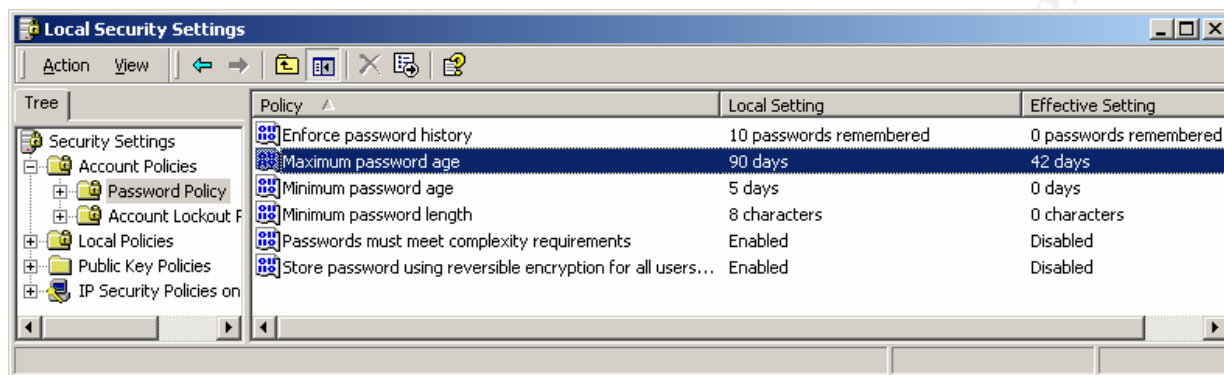 Local Security Settings
Action View
Tree
Policy Local Setting Effective Setting
Security Settings
Account Policies
Password Policy
Account Lockout P
Local Policies
Public Key Policies
IP Security Policies on
Enforce password history 10 passwords remembered 0 passwords remembered
Maximum password age 90 days 42 days
Minimum password age 5 days 0 days
Minimum password length 8 characters 0 characters
Passwords must meet complexity requirements Enabled Disabled
Store password using reversible encryption for all users... Enabled Disabled